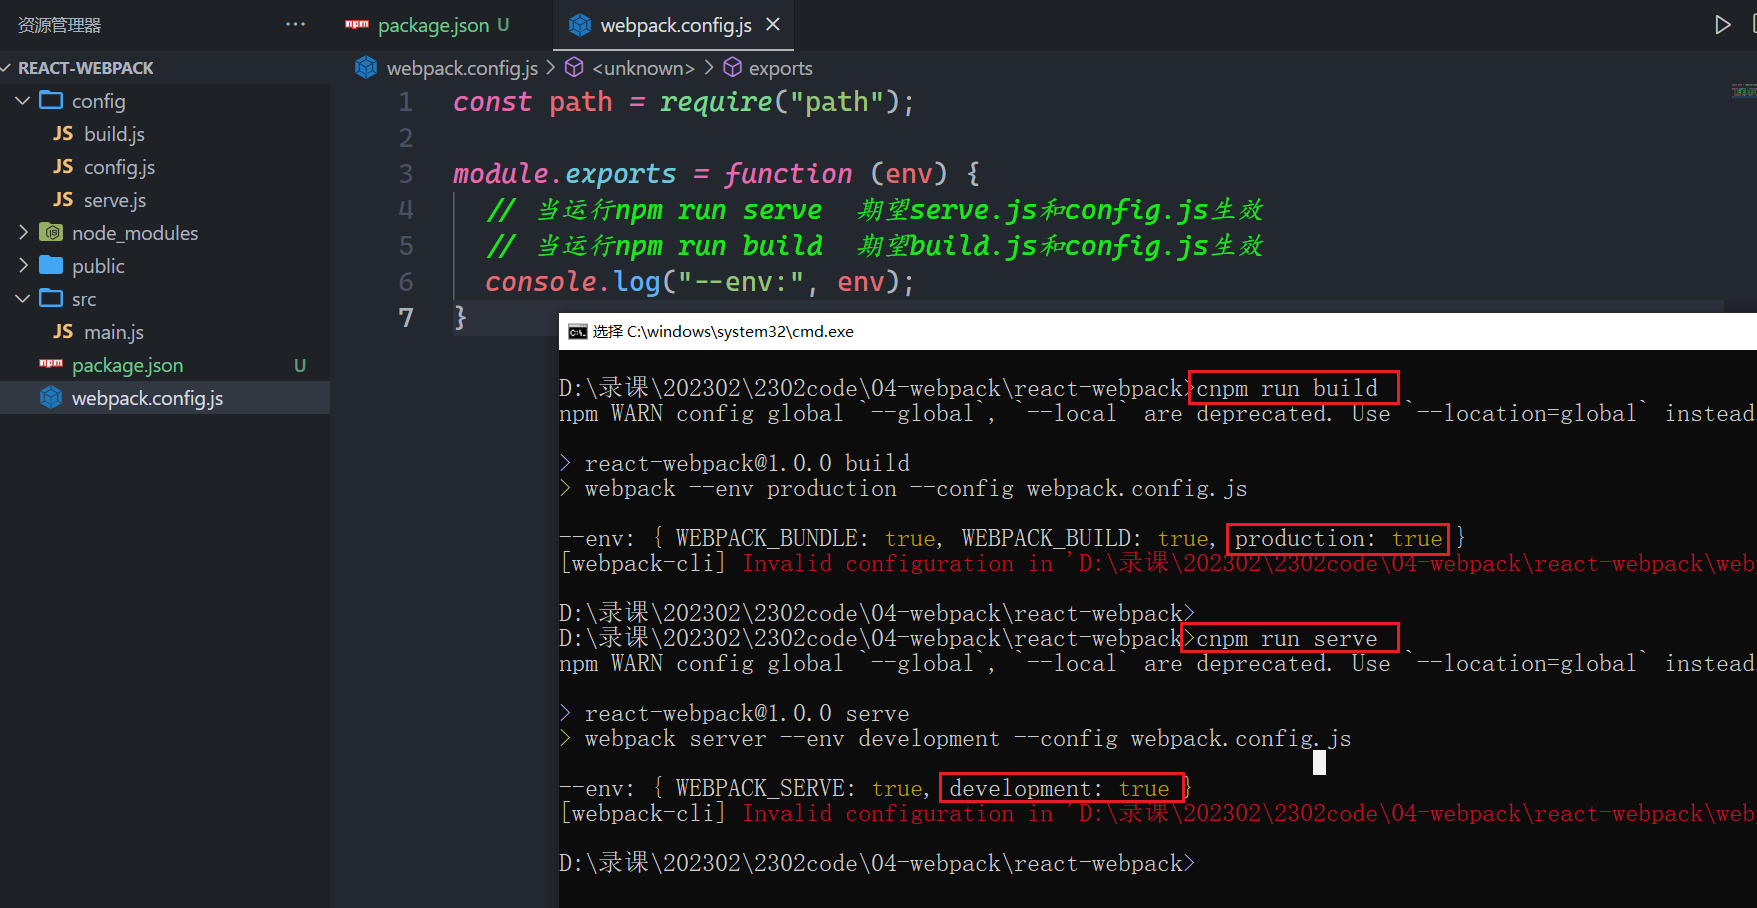 资源管理器 ···
package.json U
webpack.config.js
REACT-WEBPACK
config
JS build.js
JS config.js
JS serve.js
node_modules
public
src
JS main.js
package.json U
webpack.config.js
webpack.config.js > <unknown> > exports
1 const path = require("path");
2
3 module.exports = function (env) {
4 // 当运行npm run serve 期望serve.js和config.js生效
5 // 当运行npm run build 期望build.js和config.js生效
6 console.log("--env:", env);
7 }
选择 C:\windows\system32\cmd.exe
D:\录课\202302\2302code\04-webpack\react-webpack>cnpm run build
npm WARN config global `--global`, `--local` are deprecated. Use `--location=global` instead.
> react-webpack@1.0.0 build
> webpack --env production --config webpack.config.js
--env: { WEBPACK_BUNDLE: true, WEBPACK_BUILD: true, production: true }
[webpack-cli] Invalid configuration in 'D:\录课\202302\2302code\04-webpack\react-webpack\web
D:\录课\202302\2302code\04-webpack\react-webpack>
D:\录课\202302\2302code\04-webpack\react-webpack>cnpm run serve
npm WARN config global `--global`, `--local` are deprecated. Use `--location=global` instead.
> react-webpack@1.0.0 serve
> webpack server --env development --config webpack.config.js
--env: { WEBPACK_SERVE: true, development: true }
[webpack-cli] Invalid configuration in 'D:\录课\202302\2302code\04-webpack\react-webpack\web
D:\录课\202302\2302code\04-webpack\react-webpack>